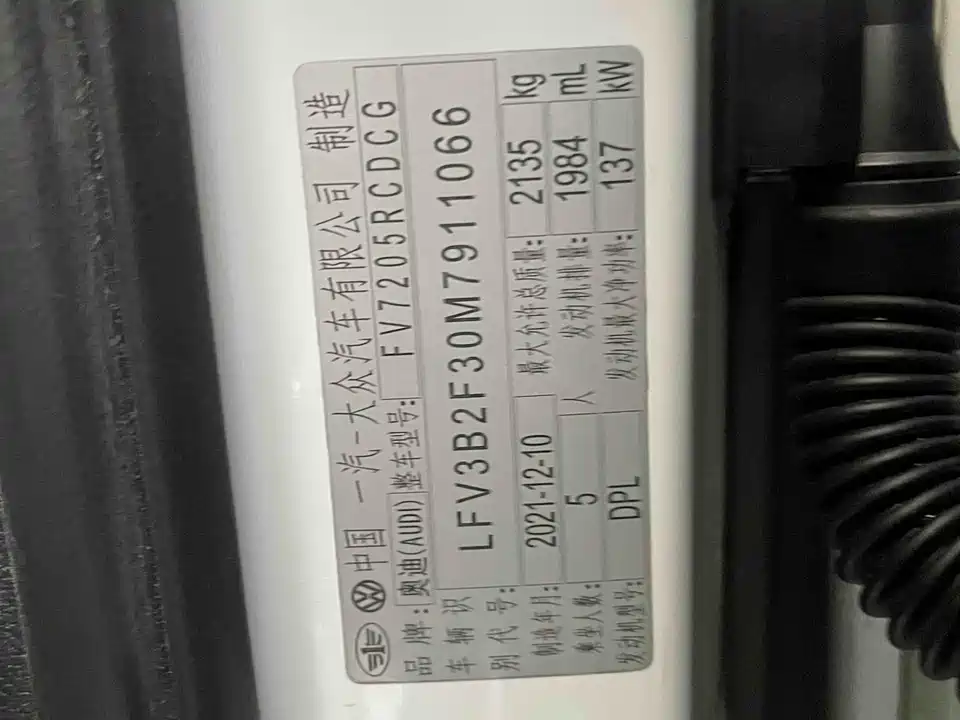 中国 一汽-大众汽车有限公司 制造
品牌: 奥迪(AUDI) 整车型号: FV7205RCDCG
车辆识别代号: LFV3B2F30M7911066
制造年月: 2021-12-10 最大允许总质量: 2135 kg
乘坐人数: 5 人 发动机排量: 1984 mL
发动机型号: DPL 发动机最大净功率: 137 kW